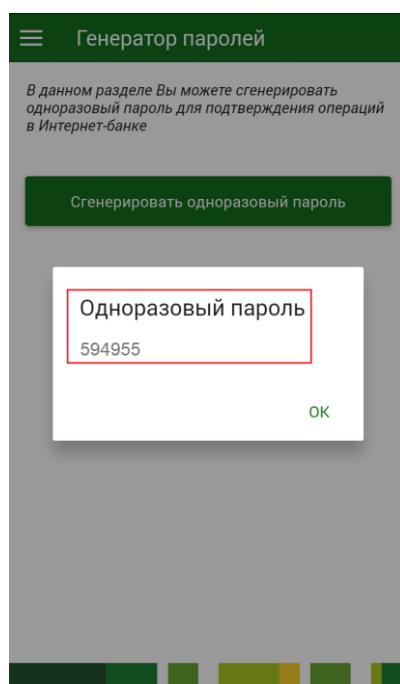 Генератор паролей
В данном разделе Вы можете сгенерировать
одноразовый пароль для подтверждения операций
в Интернет-банке
Сгенерировать одноразовый пароль
Одноразовый пароль
594955
ОК